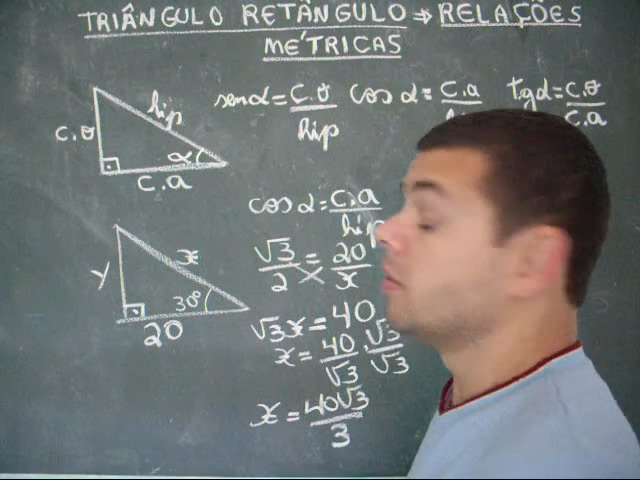 TRIÂNGULO RETÂNGULO ⇒ RELAÇÕES
MÉTRICAS
senα = C.O/hip cos α = C.a/ tgα = C.O/C.a
C.O hip α
C.a
cos α = C.a/hip
y x 30°
20
√3/2 = 20/x
√3x = 40
x = 40/√3 . √3/√3
x = 40√3/3